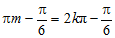 πm − π/6 = 2kπ − π/6